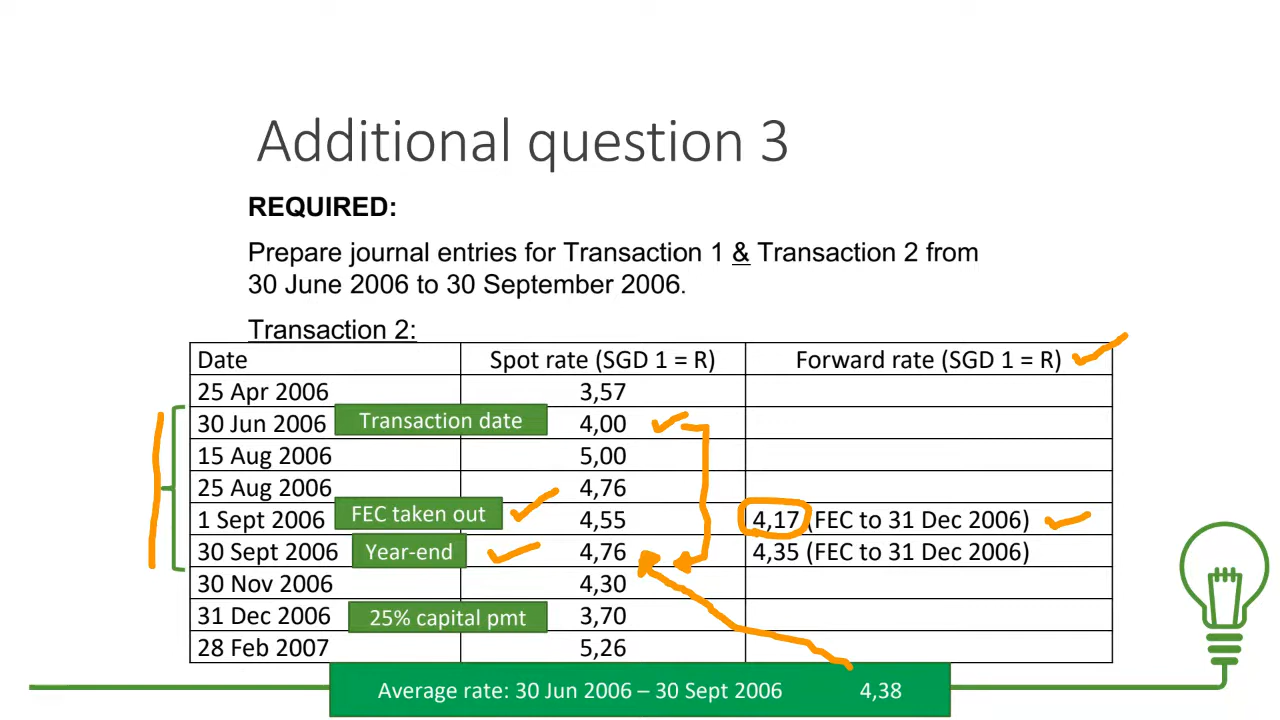 Additional question 3
REQUIRED:
Prepare journal entries for Transaction 1 & Transaction 2 from
30 June 2006 to 30 September 2006.
Transaction 2:
Date Spot rate (SGD 1 = R) Forward rate (SGD 1 = R)
25 Apr 2006 3,57
30 Jun 2006 Transaction date 4,00
15 Aug 2006 5,00
25 Aug 2006 4,76
1 Sept 2006 FEC taken out 4,55 4,17 (FEC to 31 Dec 2006)
30 Sept 2006 Year-end 4,76 4,35 (FEC to 31 Dec 2006)
30 Nov 2006 4,30
31 Dec 2006 25% capital pmt 3,70
28 Feb 2007 5,26
Average rate: 30 Jun 2006 – 30 Sept 2006 4,38